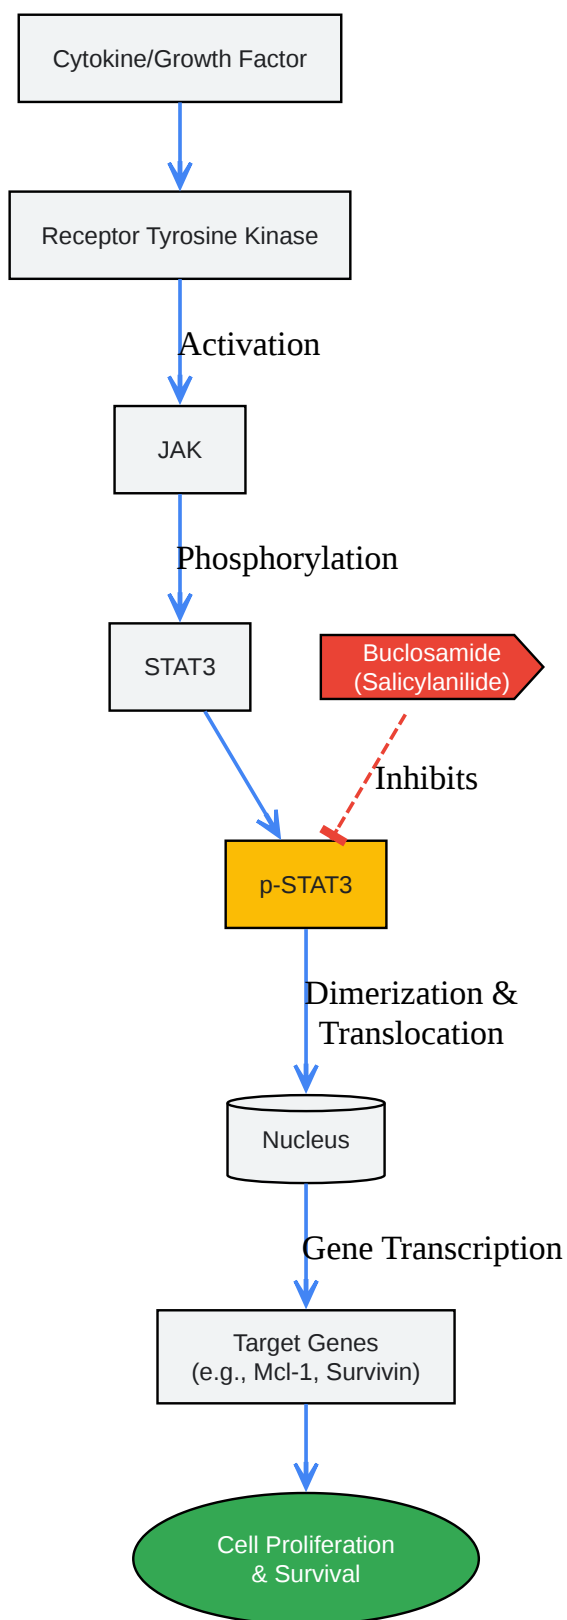 Cytokine/Growth Factor
Receptor Tyrosine Kinase
Activation
JAK
Phosphorylation
STAT3
Buclosamide
(Salicylanilide)
Inhibits
p-STAT3
Dimerization &
Translocation
Nucleus
Gene Transcription
Target Genes
(e.g., Mcl-1, Survivin)
Cell Proliferation
& Survival